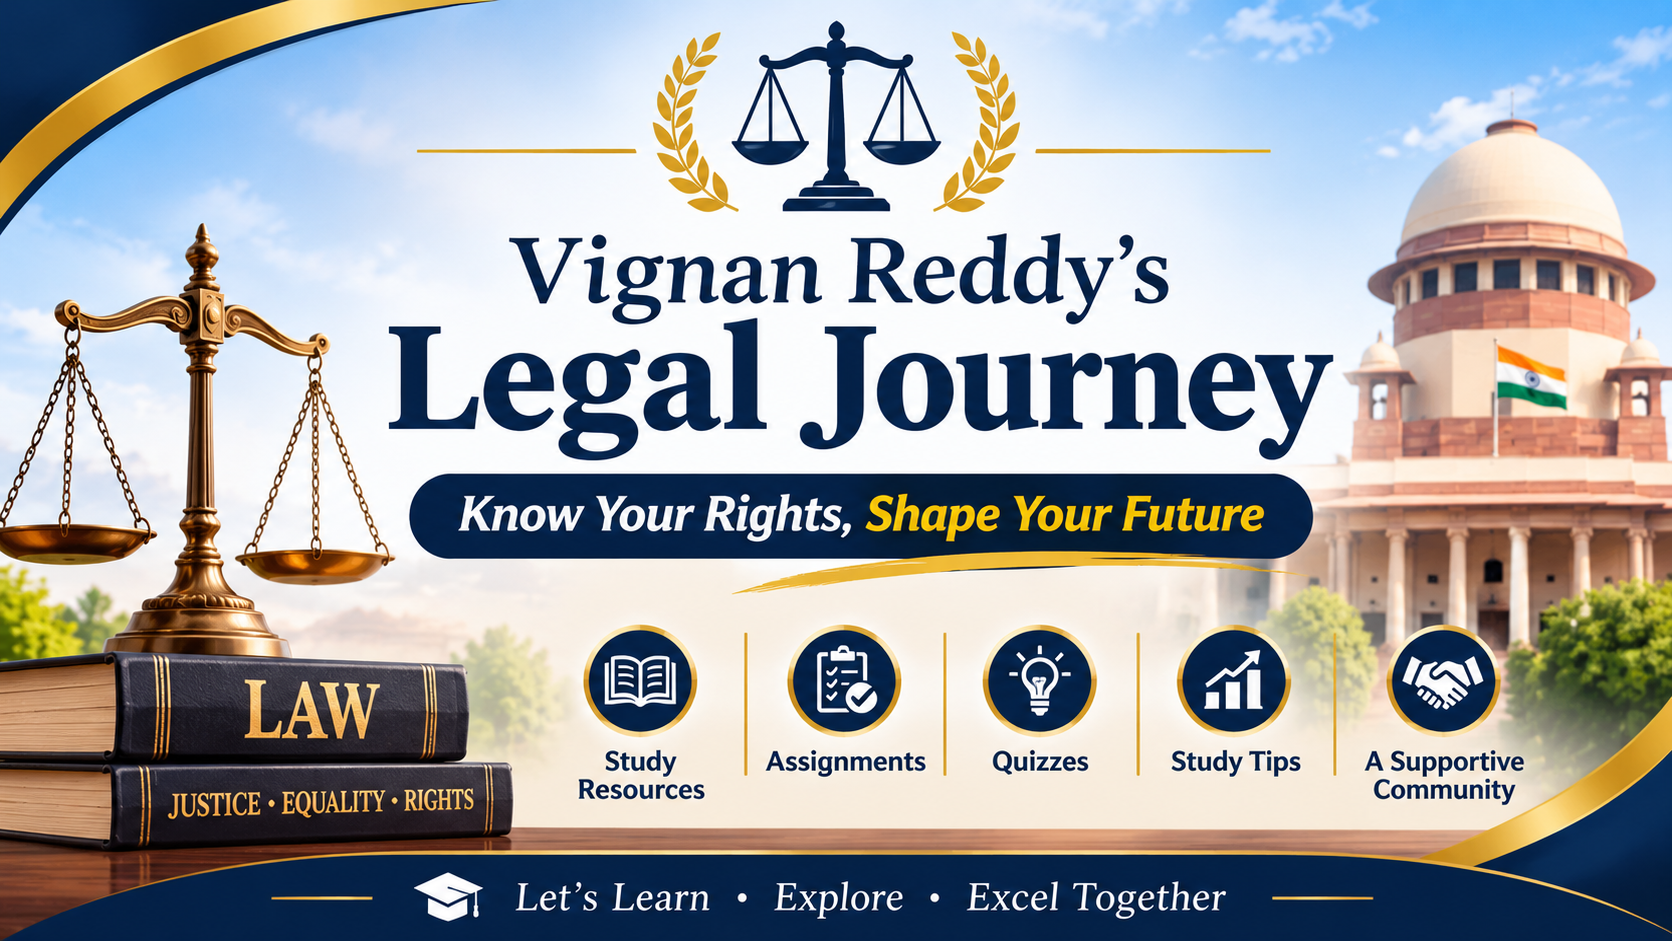 Vignan Reddy's
Legal Journey
Know Your Rights, Shape Your Future
LAW
JUSTICE • EQUALITY • RIGHTS
Study
Resources
Assignments
Quizzes
Study Tips
A Supportive
Community
Let's Learn • Explore • Excel Together